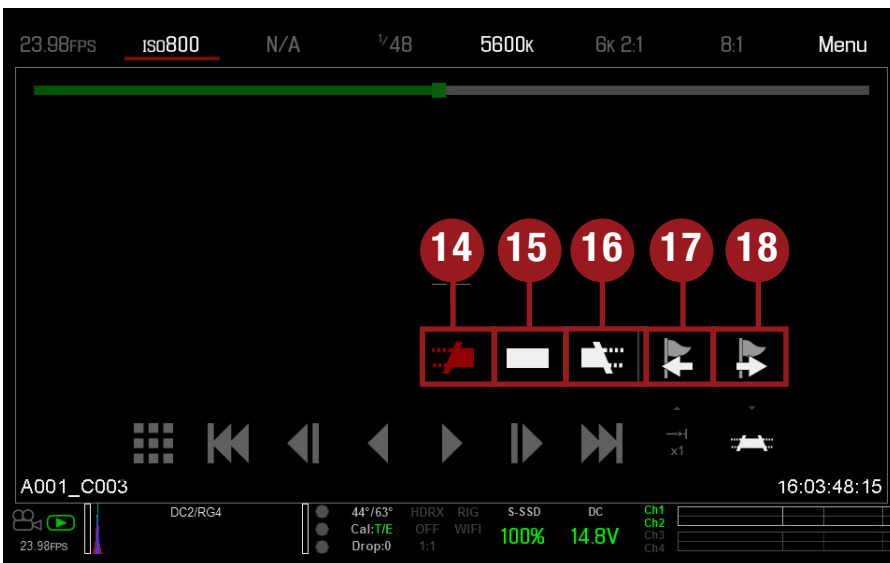 23.98FPS ISO800 N/A 1/48 5600K 6K 2:1 8:1 Menu
14 15 16 17 18
x1
A001_C003 16:03:48:15
DC2/RG4 44°/63° HDRX RIG S-SSD DC Ch1
Cal:T/E OFF WIFI 100% 14.8V Ch2
23.98FPS Drop:0 1:1 Ch3
Ch4